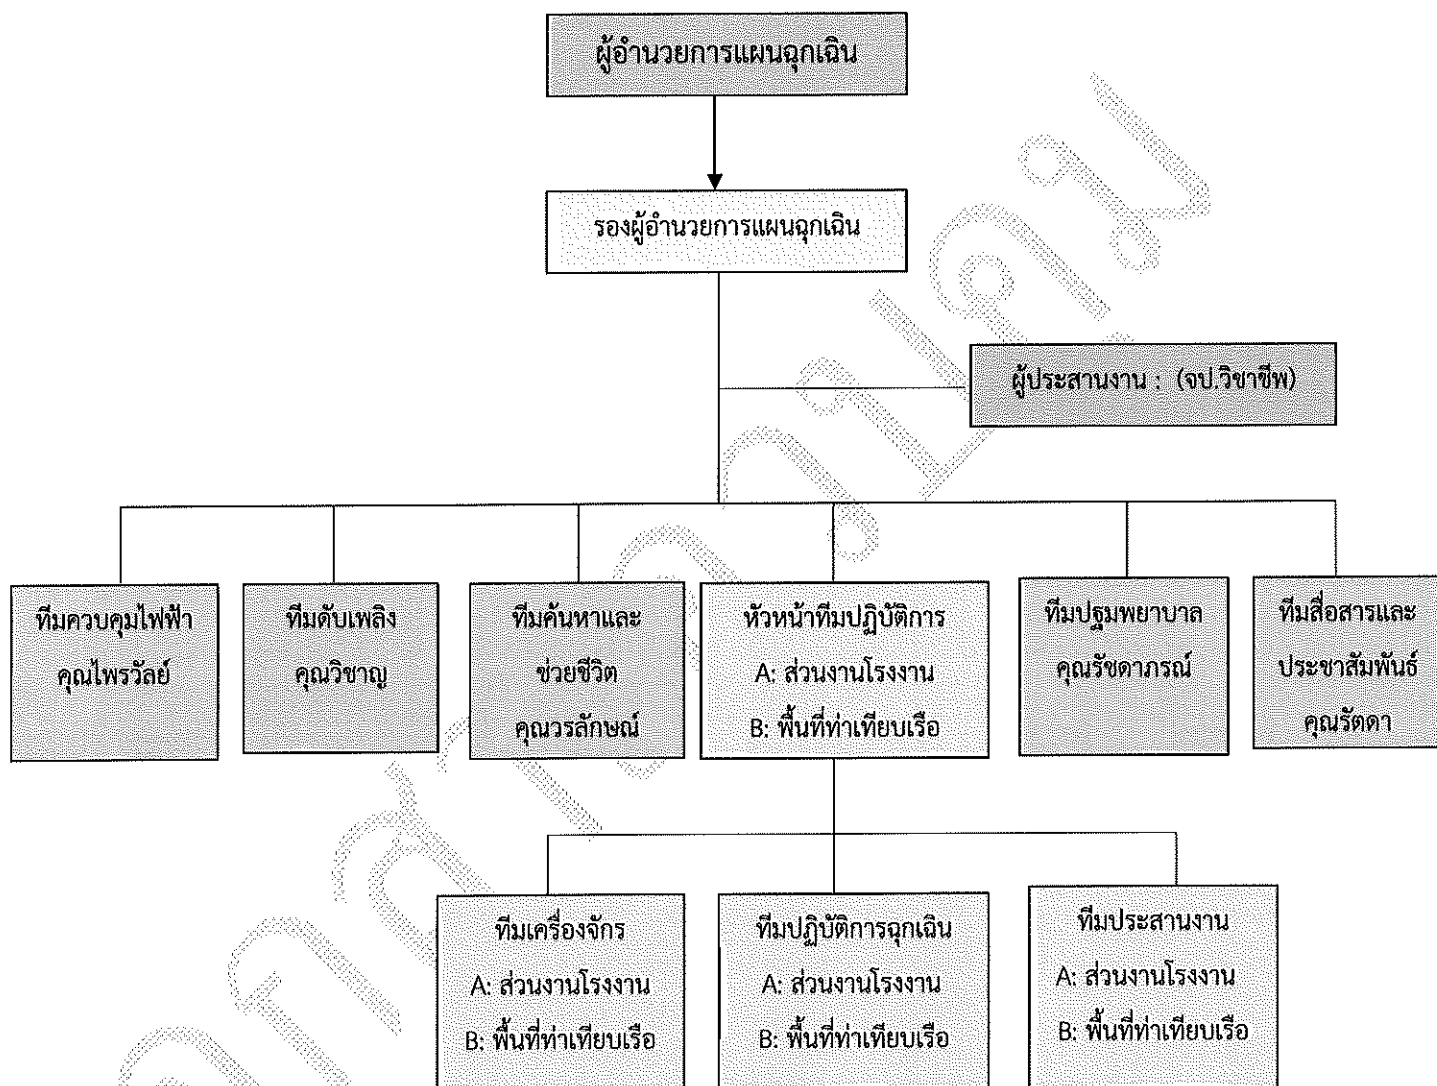 ผู้อำนวยการแผนฉุกเฉิน
รองผู้อำนวยการแผนฉุกเฉิน
ผู้ประสานงาน : (จป.วิชาชีพ)
ทีมควบคุมไฟฟ้า
คุณไพรวัลย์
ทีมดับเพลิง
คุณวิชาญ
ทีมค้นหาและ
ช่วยชีวิต
คุณวรลักษณ์
หัวหน้าทีมปฏิบัติการ
A: ส่วนงานโรงงาน
B: พื้นที่ท่าเทียบเรือ
ทีมปฐมพยาบาล
คุณรัชดาภรณ์
ทีมสื่อสารและ
ประชาสัมพันธ์
คุณรัตดา
ทีมเครื่องจักร
A: ส่วนงานโรงงาน
B: พื้นที่ท่าเทียบเรือ
ทีมปฏิบัติการฉุกเฉิน
A: ส่วนงานโรงงาน
B: พื้นที่ท่าเทียบเรือ
ทีมประสานงาน
A: ส่วนงานโรงงาน
B: พื้นที่ท่าเทียบเรือ